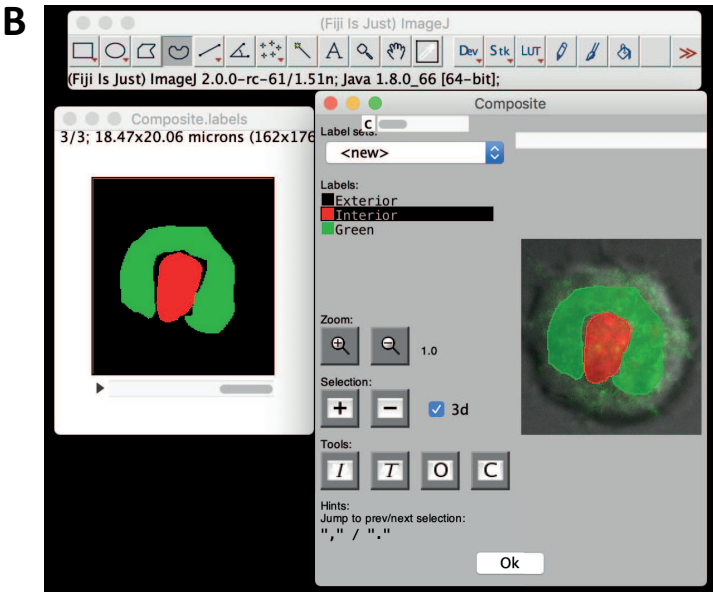 B
(Fiji Is Just) ImageJ
A
Dev Stk LUT
>>
(Fiji Is Just) ImageJ 2.0.0-rc-61/1.51n; Java 1.8.0_66 [64-bit];
Composite.labels
3/3; 18.47x20.06 microns (162x176
Composite
C
Label sets:
<new>
Labels:
Exterior
Interior
Green
Zoom:
1.0
Selection:
+ - 3d
Tools:
I T O C
Hints:
Jump to prev/next selection:
"," / "."
Ok